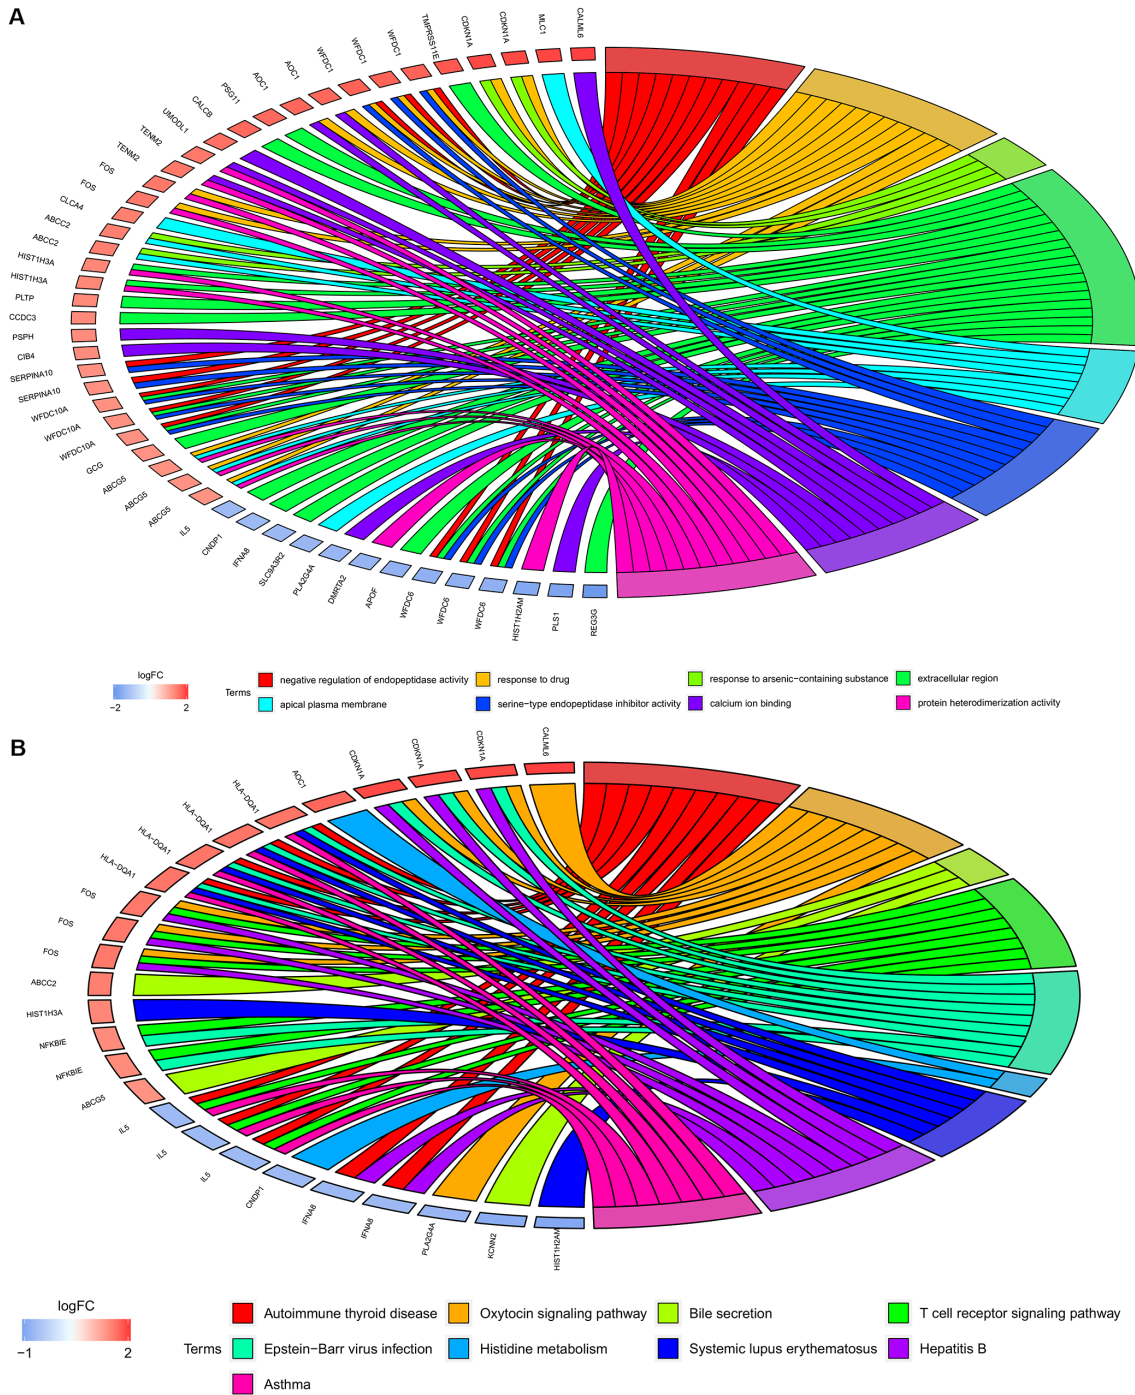 A
CALML6
MLC1
CDKN1A
CDKN1A
TMPRSS11E
WFDC1
WFDC1
WFDC1
AOC1
AOC1
PSG11
CALCB
UMODL1
TENM2
TENM2
FOS
FOS
CLCA4
ABCC2
ABCC2
HIST1H3A
HIST1H3A
PLTP
CCDC3
PSPH
CIB4
SERPINA10
SERPINA10
WFDC10A
WFDC10A
WFDC10A
GCG
ABCG5
ABCG5
ABCG5
IL5
CNDP1
IFNA8
SLC9A3R2
PLA2G4A
DMRTA2
APOF
WFDC6
WFDC6
WFDC6
HIST1H2AM
PLS1
REG3G
logFC
−2 2
Terms
negative regulation of endopeptidase activity
response to drug
response to arsenic−containing substance
extracellular region
apical plasma membrane
serine−type endopeptidase inhibitor activity
calcium ion binding
protein heterodimerization activity
B
CALML6
CDKN1A
CDKN1A
CDKN1A
AOC1
HLA−DQA1
HLA−DQA1
HLA−DQA1
HLA−DQA1
FOS
FOS
FOS
ABCC2
HIST1H3A
NFKBIE
NFKBIE
ABCG5
IL5
IL5
IL5
CNDP1
IFNA8
IFNA8
PLA2G4A
KCNN2
HIST1H2AM
logFC
−1 2
Terms
Autoimmune thyroid disease
Oxytocin signaling pathway
Bile secretion
T cell receptor signaling pathway
Epstein−Barr virus infection
Histidine metabolism
Systemic lupus erythematosus
Hepatitis B
Asthma